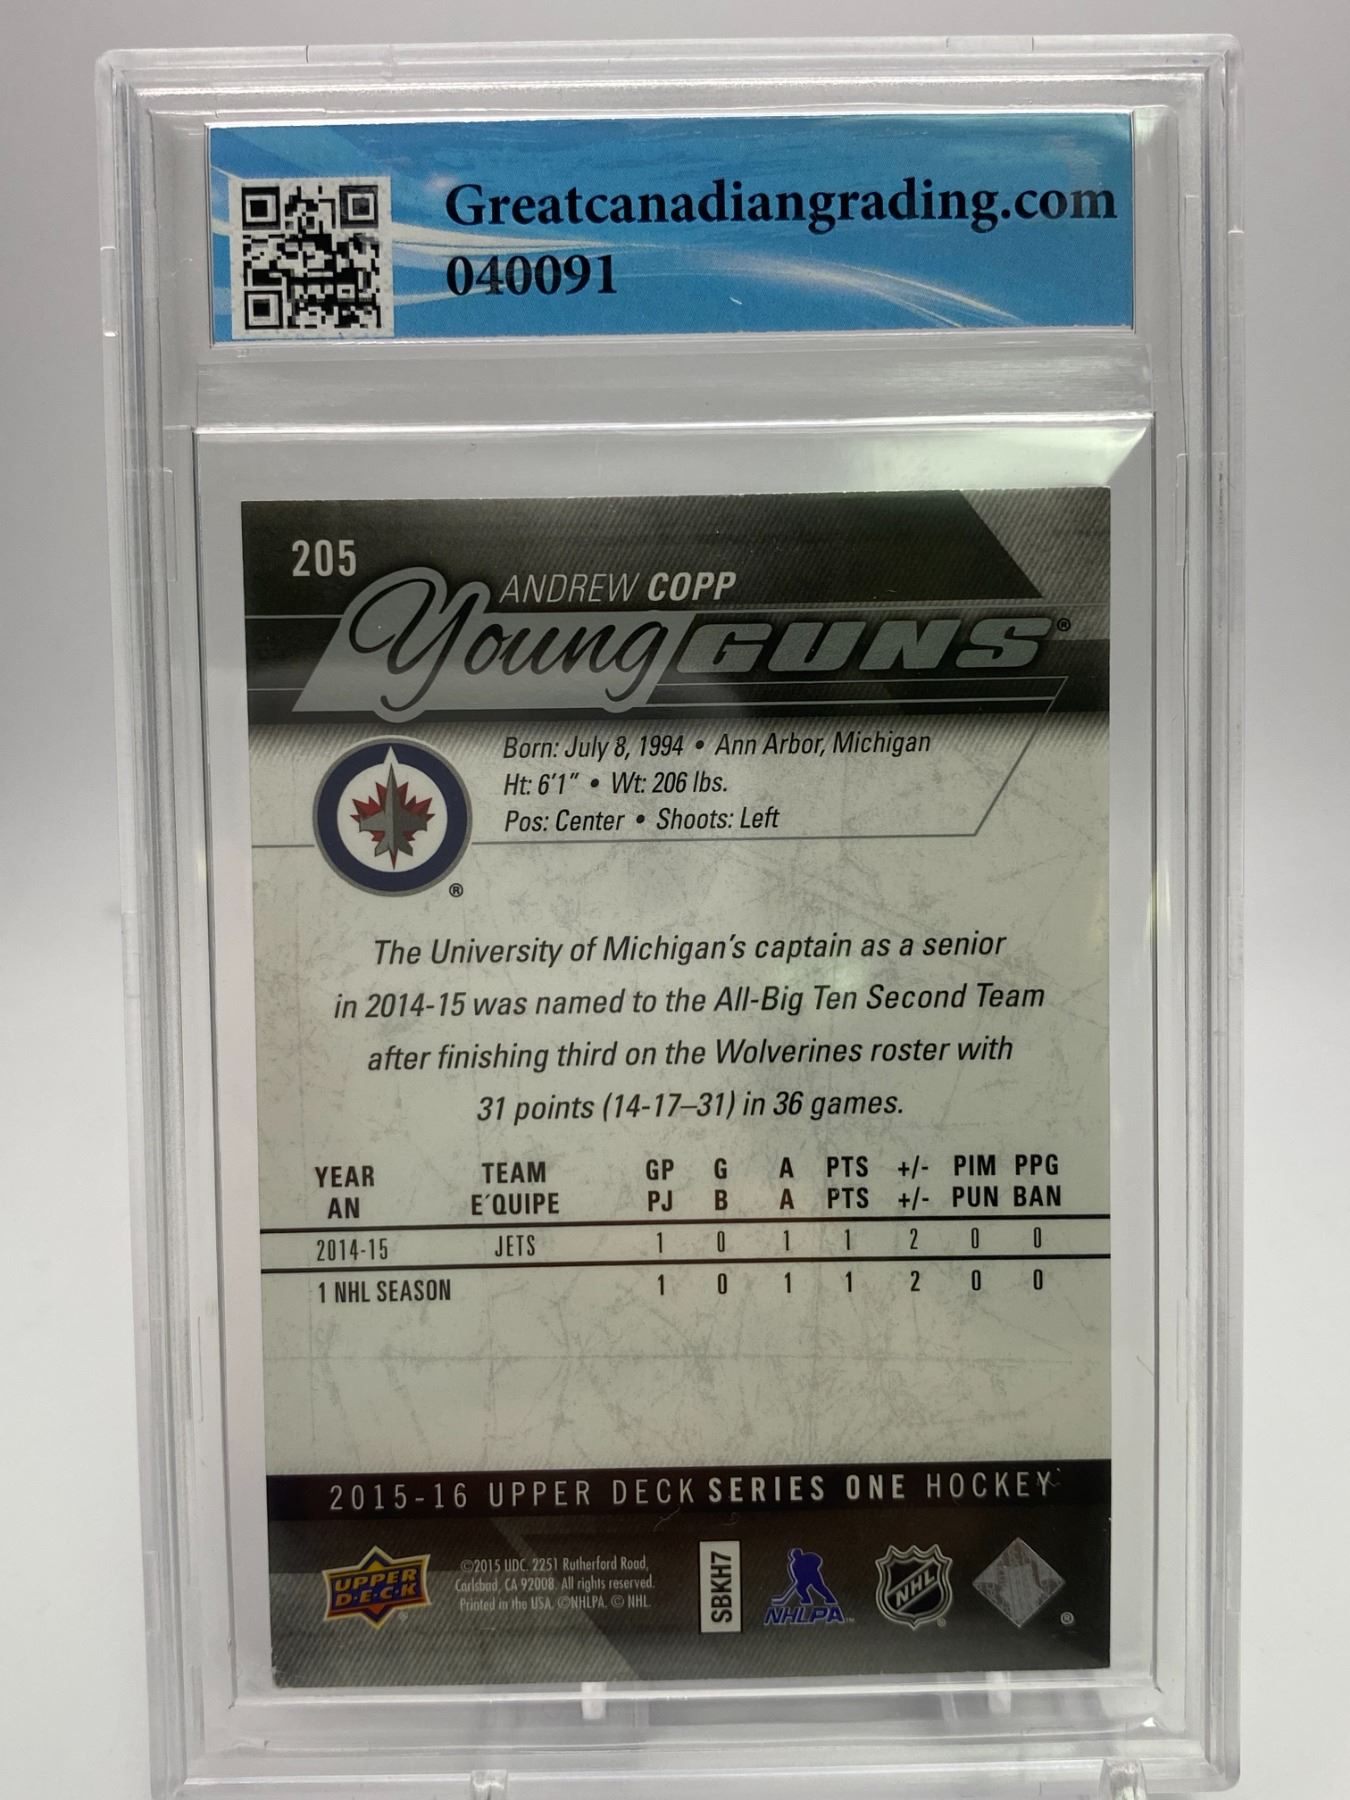 Greatcanadiangrading.com
040091
205
ANDREW COPP
Young GUNS®
Born: July 8, 1994 • Ann Arbor, Michigan
Ht: 6'1" • Wt: 206 lbs.
Pos: Center • Shoots: Left
®
The University of Michigan's captain as a senior
in 2014-15 was named to the All-Big Ten Second Team
after finishing third on the Wolverines roster with
31 points (14-17–31) in 36 games.
YEAR TEAM GP G A PTS +/- PIM PPG
AN E´QUIPE PJ B A PTS +/- PUN BAN
2014-15 JETS 1 0 1 1 2 0 0
1 NHL SEASON 1 0 1 1 2 0 0
2015-16 UPPER DECK SERIES ONE HOCKEY
UPPER
D·E·C·K
©2015 UDC. 2251 Rutherford Road,
Carlsbad, CA 92008. All rights reserved.
Printed in the USA. ©NHLPA. © NHL.
SBKH7
NHLPA™
NHL
®
®